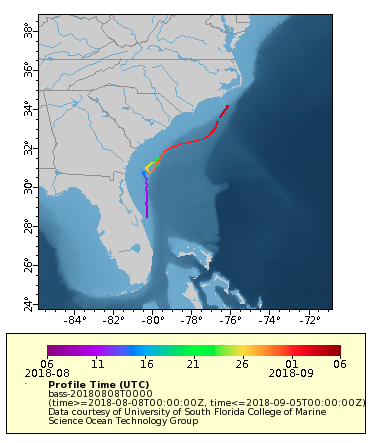 38°
36°
34°
32°
30°
28°
26°
24°
-84° -82° -80° -78° -76° -74° -72°
06 11 16 21 26 01 06
2018-08 2018-09
Profile Time (UTC)
bass-20180808T0000
(time>=2018-08-08T00:00:00Z, time<=2018-09-05T00:00:00Z)
Data courtesy of University of South Florida College of Marine
Science Ocean Technology Group